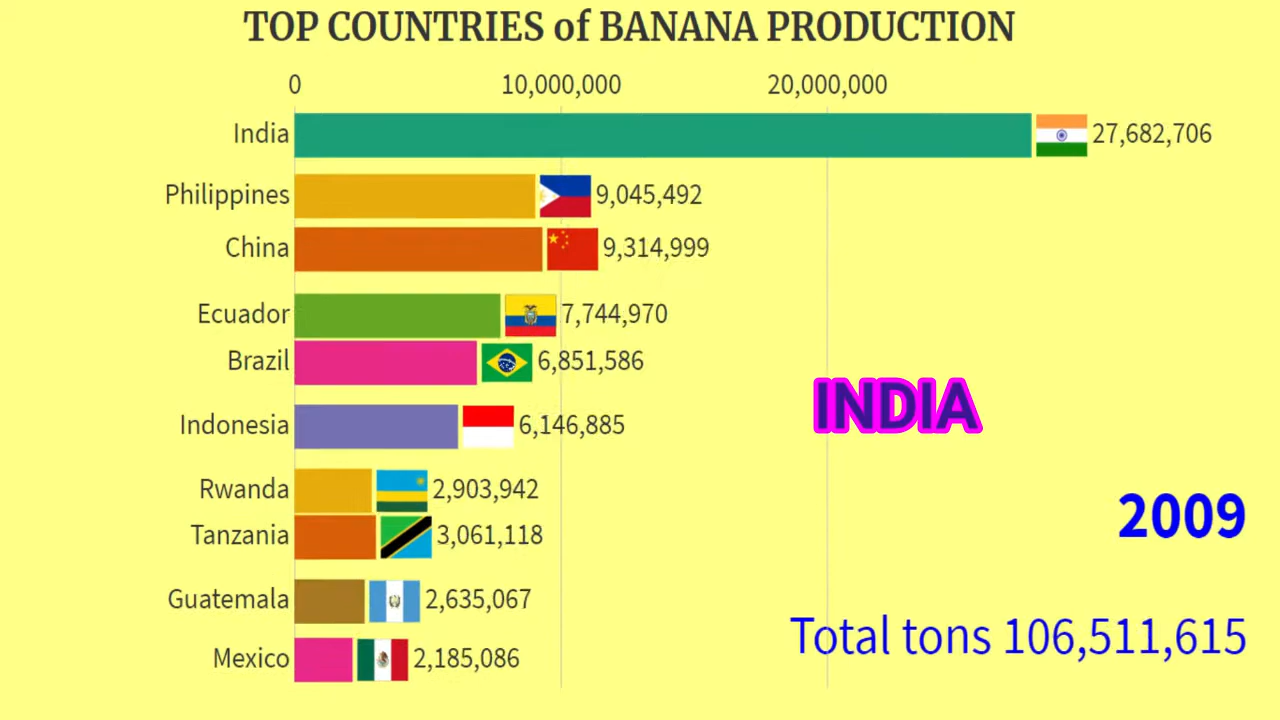 TOP COUNTRIES of BANANA PRODUCTION
0 10,000,000 20,000,000
India 27,682,706
Philippines 9,045,492
China 9,314,999
Ecuador 7,744,970
Brazil 6,851,586
INDIA
Indonesia 6,146,885
Rwanda 2,903,942
2009
Tanzania 3,061,118
Guatemala 2,635,067
Total tons 106,511,615
Mexico 2,185,086